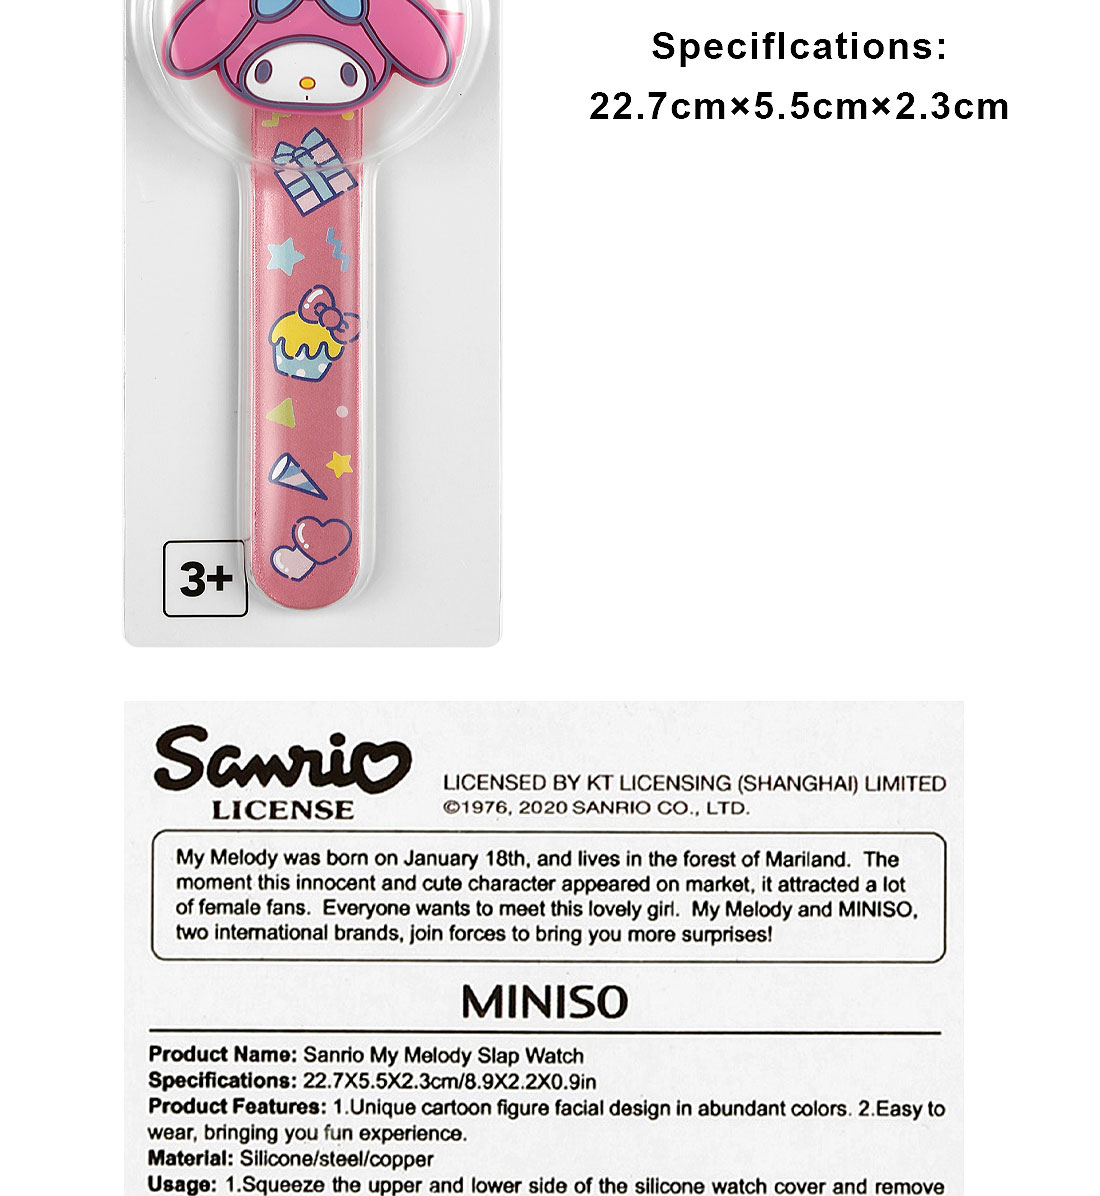 SpecifIcations:
22.7cm×5.5cm×2.3cm
3+
Sanrio
LICENSE
LICENSED BY KT LICENSING (SHANGHAI) LIMITED
©1976, 2020 SANRIO CO., LTD.
My Melody was born on January 18th, and lives in the forest of Mariland. The
moment this innocent and cute character appeared on market, it attracted a lot
of female fans. Everyone wants to meet this lovely girl. My Melody and MINISO,
two international brands, join forces to bring you more surprises!
MINISO
Product Name: Sanrio My Melody Slap Watch
Specifications: 22.7X5.5X2.3cm/8.9X2.2X0.9in
Product Features: 1.Unique cartoon figure facial design in abundant colors. 2.Easy to
wear, bringing you fun experience.
Material: Silicone/steel/copper
Usage: 1.Squeeze the upper and lower side of the silicone watch cover and remove